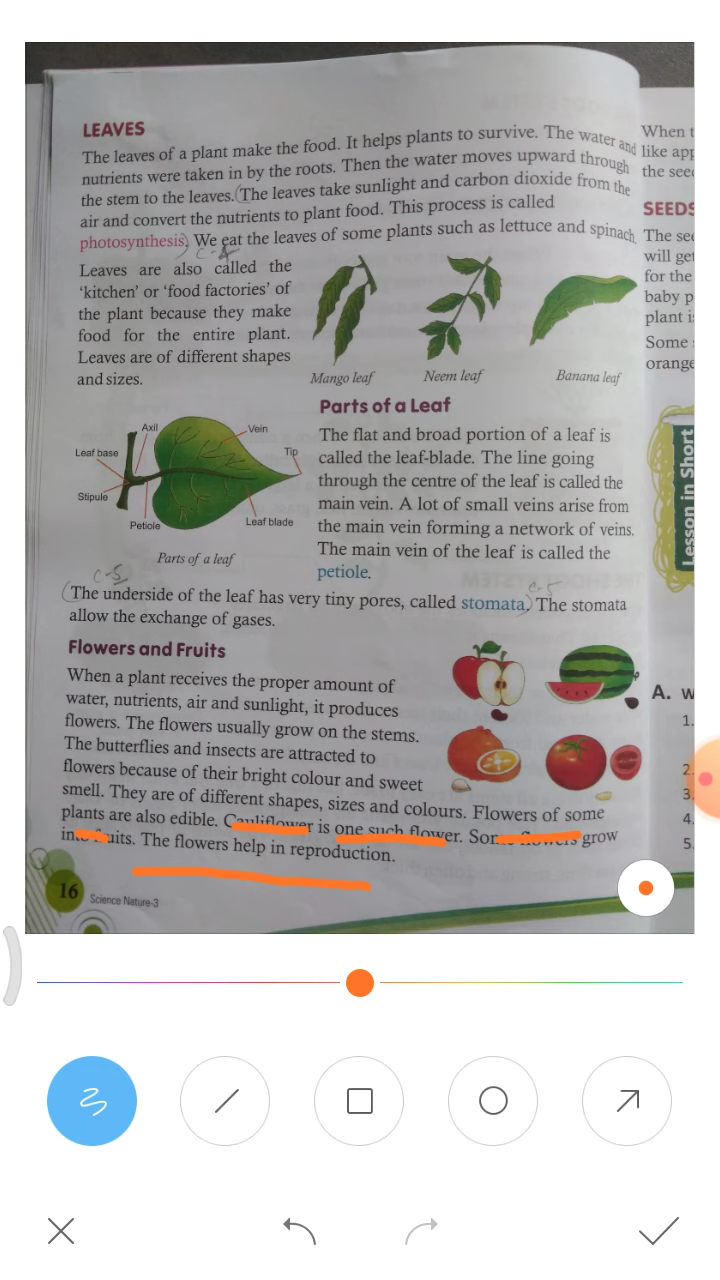 LEAVES
The leaves of a plant make the food. It helps plants to survive. The water and
nutrients were taken in by the roots. Then the water moves upward through
the stem to the leaves. (The leaves take sunlight and carbon dioxide from the
air and convert the nutrients to plant food. This process is called
photosynthesis). We eat the leaves of some plants such as lettuce and spinach.
C-4
Leaves are also called the
'kitchen' or 'food factories' of
the plant because they make
food for the entire plant.
Leaves are of different shapes
and sizes.
Mango leaf
Neem leaf
Banana leaf
Parts of a Leaf
The flat and broad portion of a leaf is
called the leaf-blade. The line going
through the centre of the leaf is called the
main vein. A lot of small veins arise from
the main vein forming a network of veins.
The main vein of the leaf is called the
petiole.
Axil
Vein
Leaf base
Tip
Stipule
Petiole
Leaf blade
Parts of a leaf
C-5
C-5
(The underside of the leaf has very tiny pores, called stomata.) The stomata
allow the exchange of gases.
Flowers and Fruits
When a plant receives the proper amount of
water, nutrients, air and sunlight, it produces
flowers. The flowers usually grow on the stems.
The butterflies and insects are attracted to
flowers because of their bright colour and sweet
smell. They are of different shapes, sizes and colours. Flowers of some
plants are also edible. Cauliflower is one such flower. Some flowers grow
into fruits. The flowers help in reproduction.
16
Science Nature-3
When
like
the
SEEDS
The
will
for the
baby
plant
Some
orange
Lesson in Short
A.
1.
2.
3.
4.
5.